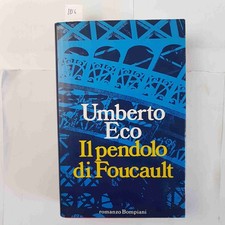 Umberto
Eco
Il pendolo
di Foucault
romanzo Bompiani